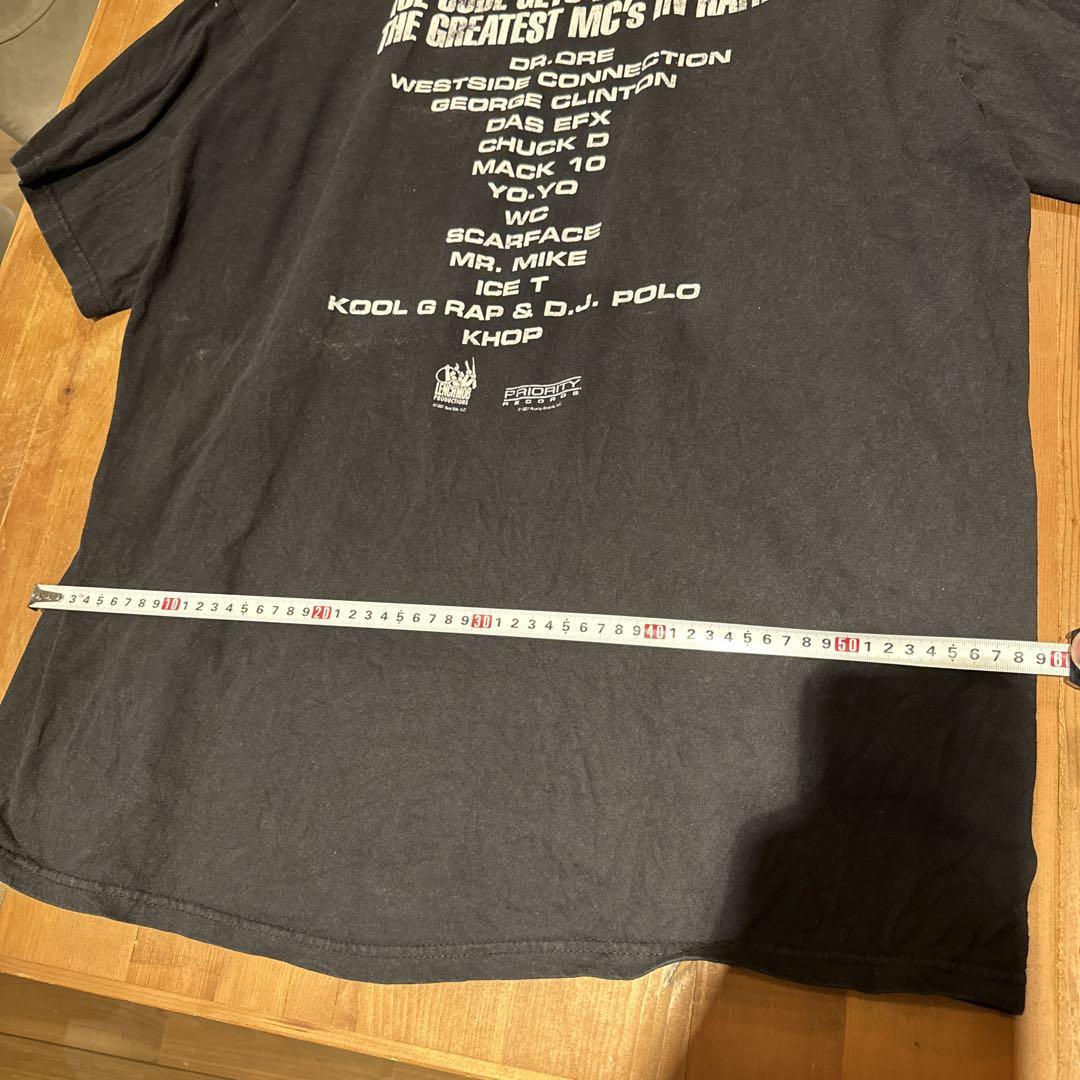 THE GREATEST MC's IN
DR. DRE
WESTSIDE CONNECTION
GEORGE CLINTON
DAS EFX
CHUCK D
MACK 10
YO-YO
WC
SCARFACE
MR. MIKE
ICE T
KOOL G RAP & D.J. POLO
KHOP
LENCHMOB
PRODUCTIONS
PRIORITY
RECORDS
3 4 5 6 7 8 9 10 1 2 3 4 5 6 7 8 9 20 1 2 3 4 5 6 7 8 9 30 1 2 3 4 5 6 7 8 9 40 1 2 3 4 5 6 7 8 9 50 1 2 3 4 5 6 7 8 9